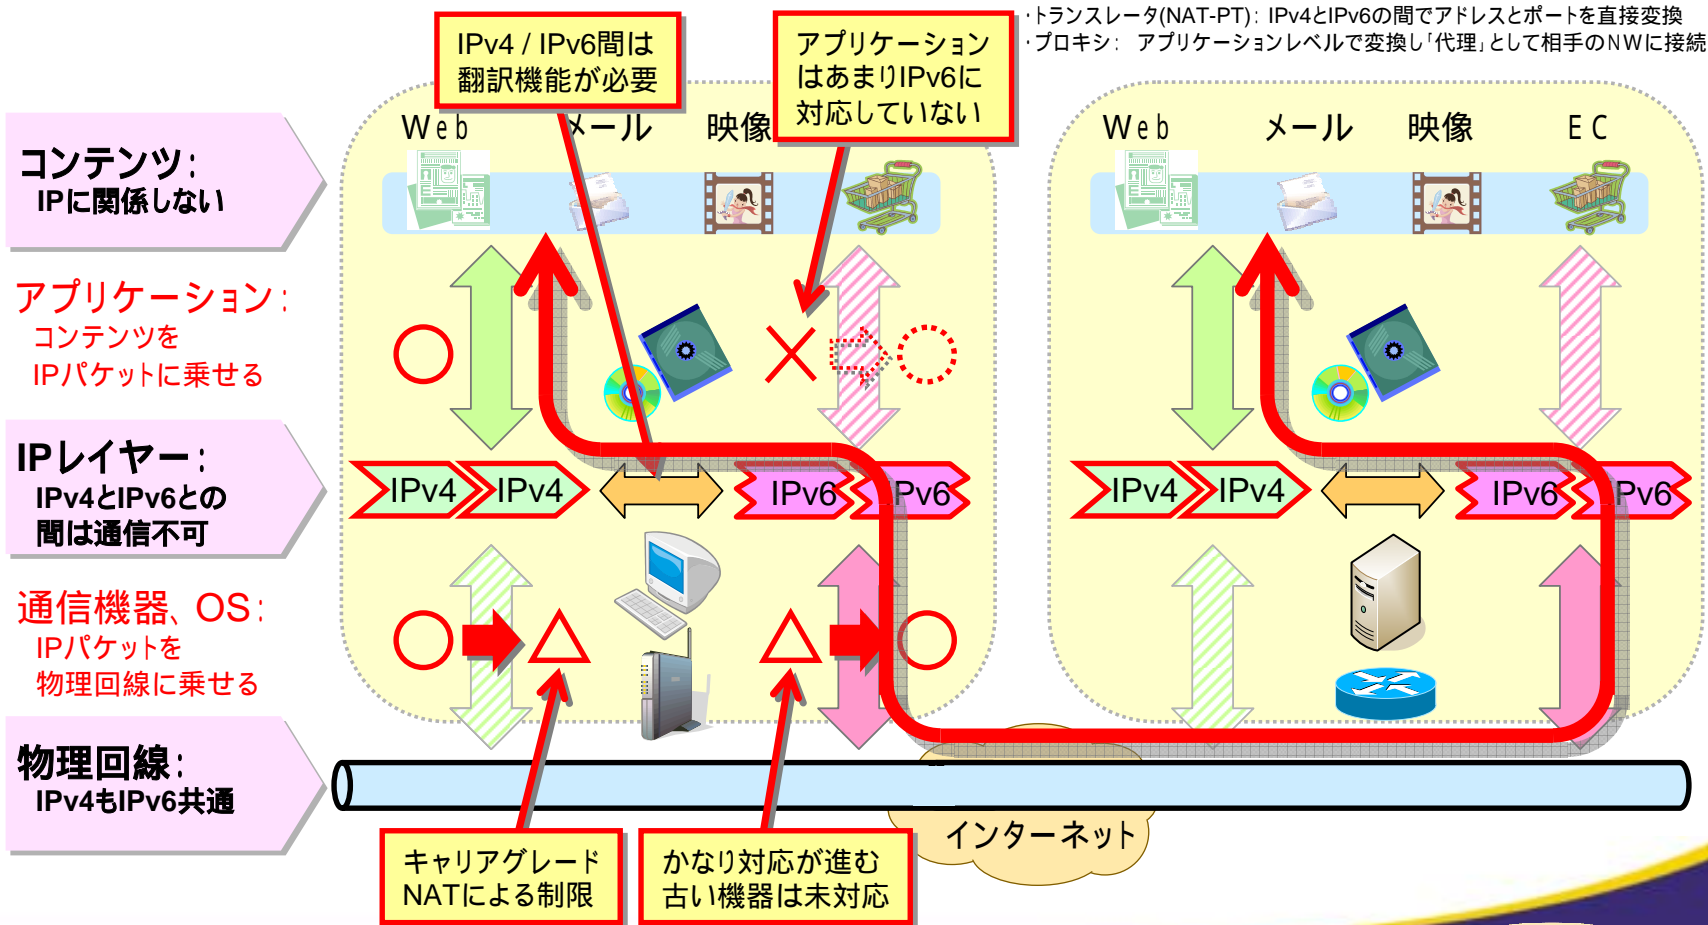 ・トランスレータ(NAT-PT): IPv4とIPv6の間でアドレスとポートを直接変換
・プロキシ: アプリケーションレベルで変換し「代理」として相手のNWに接続
IPv4 / IPv6間は
翻訳機能が必要
アプリケーション
はあまりIPv6に
対応していない
Web
メール
映像
Web
メール
映像
EC
コンテンツ:
IPに関係しない
アプリケーション:
コンテンツを
IPパケットに乗せる
IPレイヤー:
IPv4とIPv6との
間は通信不可
IPv4
IPv4
IPv6
IPv6
IPv4
IPv4
IPv6
IPv6
通信機器、OS:
IPパケットを
物理回線に乗せる
物理回線:
IPv4もIPv6共通
インターネット
キャリアグレード
NATによる制限
かなり対応が進む
古い機器は未対応